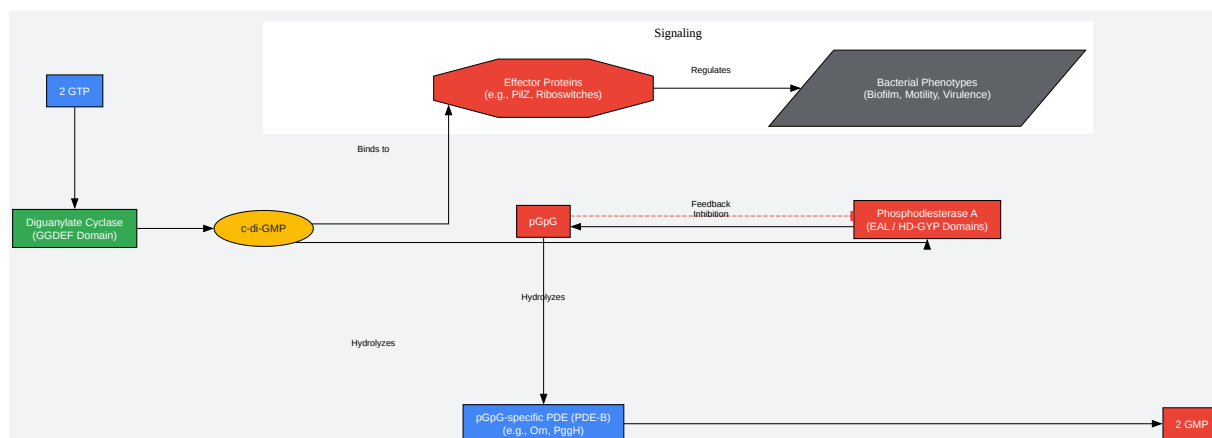 Signaling
2 GTP
Effector Proteins
(e.g., PilZ, Riboswitches)
Regulates
Bacterial Phenotypes
(Biofilm, Motility, Virulence)
Binds to
Diguanylate Cyclase
(GGDEF Domain)
c-di-GMP
pGpG
Feedback
Inhibition
Phosphodiesterase A
(EAL / HD-GYP Domains)
Hydrolyzes
Hydrolyzes
pGpG-specific PDE (PDE-B)
(e.g., Orn, PggH)
2 GMP